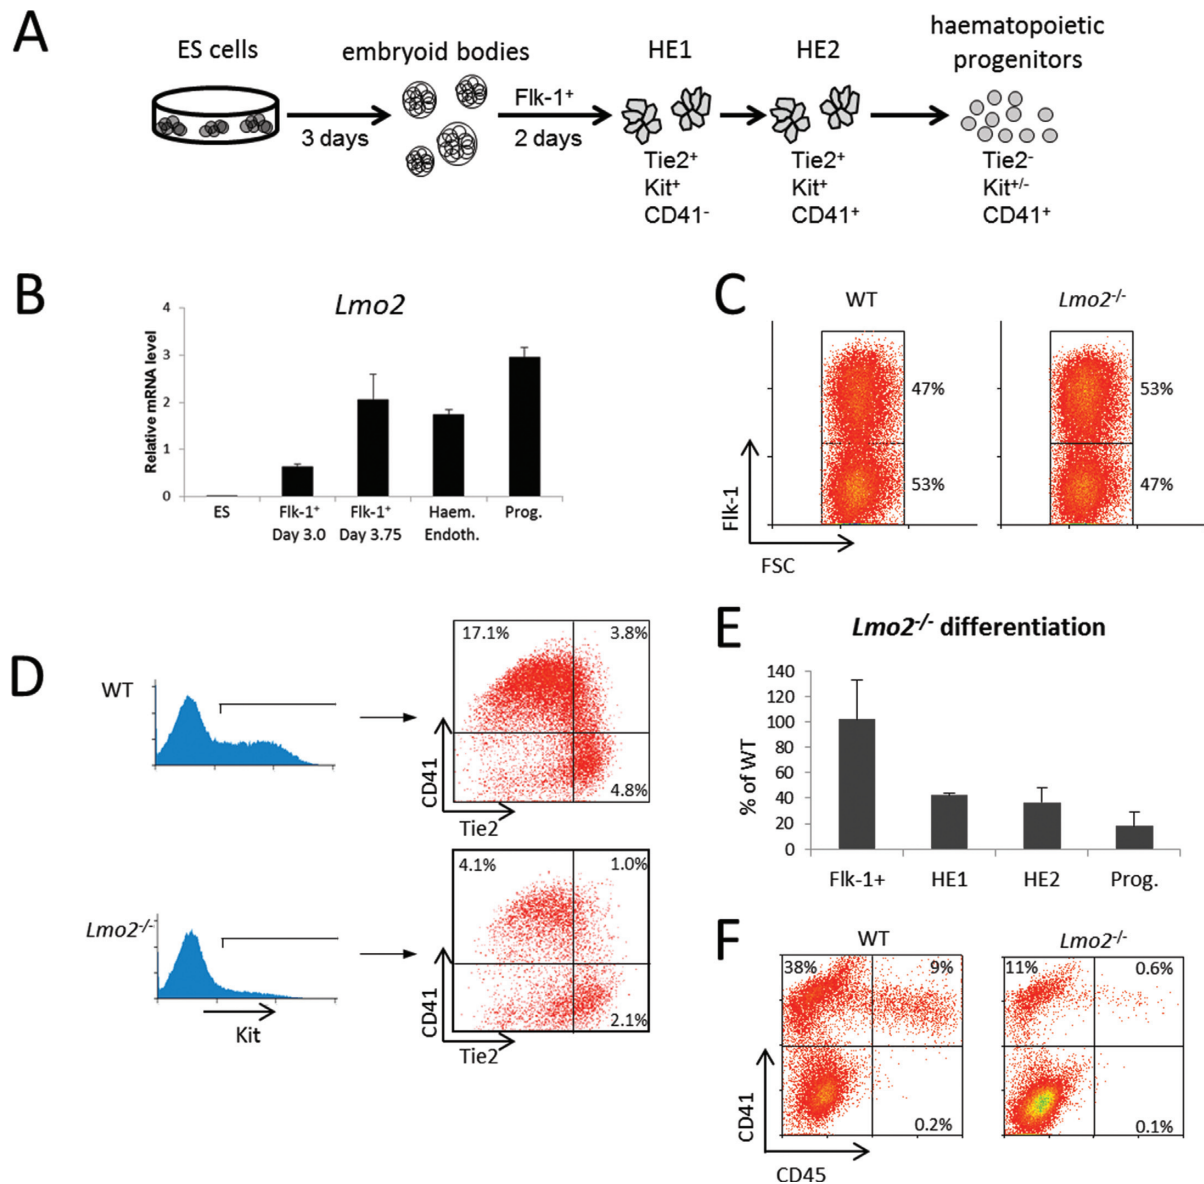 A
ES cells
embryoid bodies
HE1
HE2
haematopoietic
progenitors
3 days
Flk-1⁺
2 days
Tie2⁺
Kit⁺
CD41⁻
Tie2⁺
Kit⁺
CD41⁺
Tie2⁻
Kit⁺/⁻
CD41⁺
B
Lmo2
Relative mRNA level
4
3
2
1
0
ES
Flk-1⁺
Day 3.0
Flk-1⁺
Day 3.75
Haem.
Endoth.
Prog.
C
WT
Lmo2⁻/⁻
47%
53%
53%
47%
Flk-1
FSC
D
WT
17.1%
3.8%
4.8%
CD41
Tie2
Lmo2⁻/⁻
Kit
4.1%
1.0%
2.1%
CD41
Tie2
E
Lmo2⁻/⁻ differentiation
% of WT
140
120
100
80
60
40
20
0
Flk-1+
HE1
HE2
Prog.
F
WT
Lmo2⁻/⁻
38%
9%
0.2%
11%
0.6%
0.1%
CD41
CD45